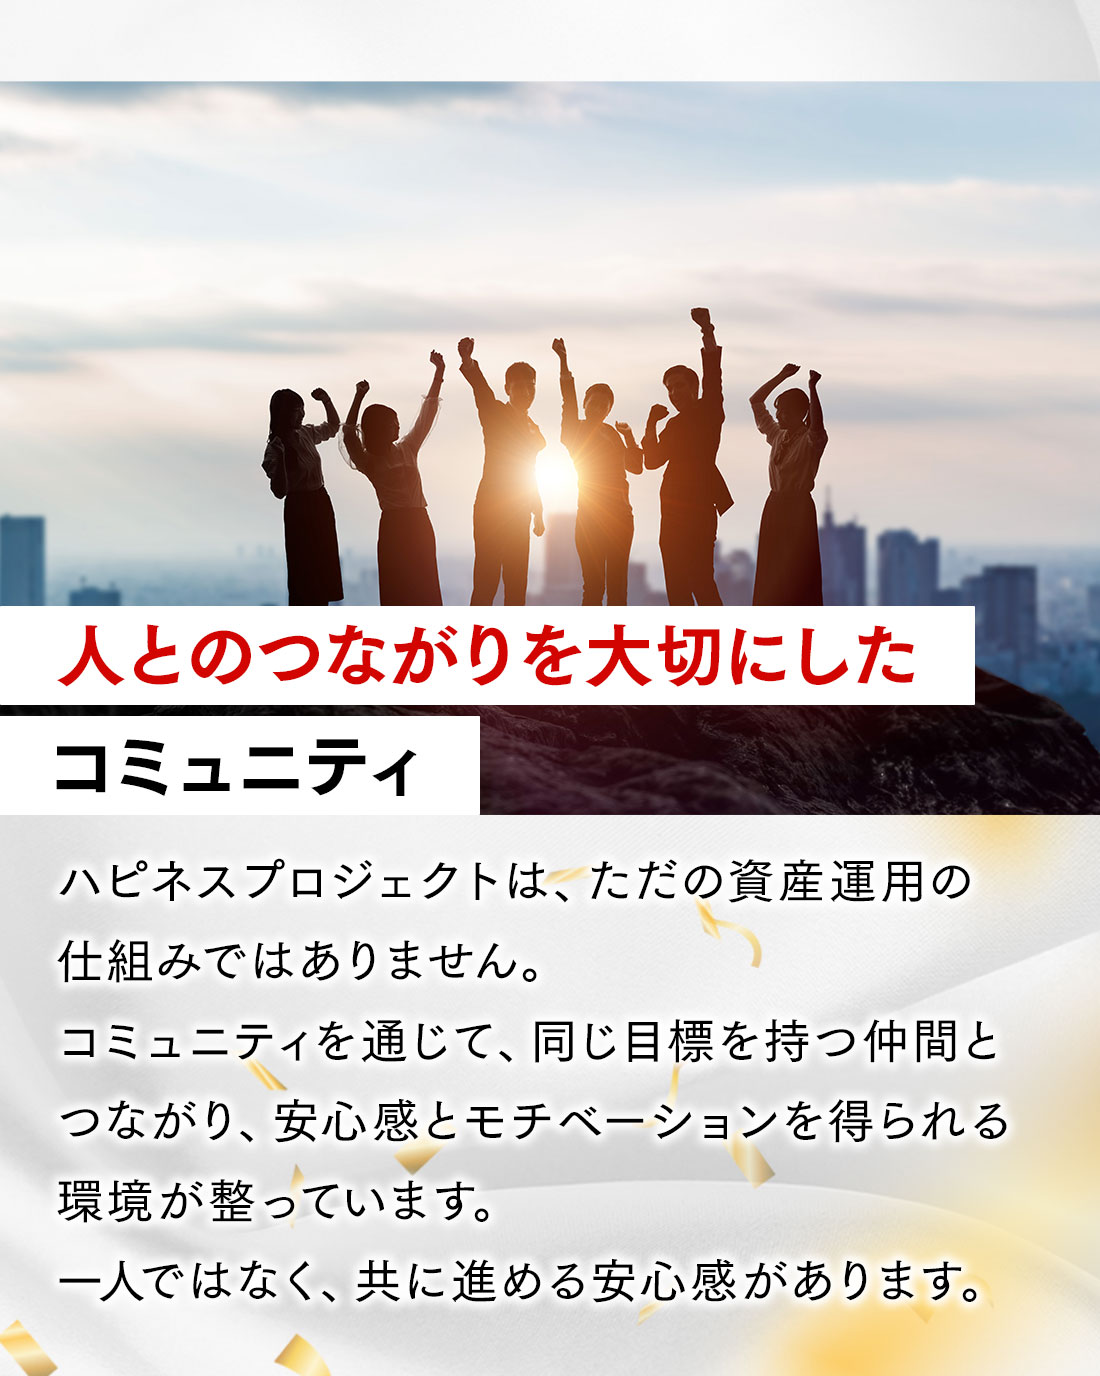 人とのつながりを大切にした
コミュニティ
ハピネスプロジェクトは、ただの資産運用の
仕組みではありません。
コミュニティを通じて、同じ目標を持つ仲間と
つながり、安心感とモチベーションを得られる
環境が整っています。
一人ではなく、共に進める安心感があります。